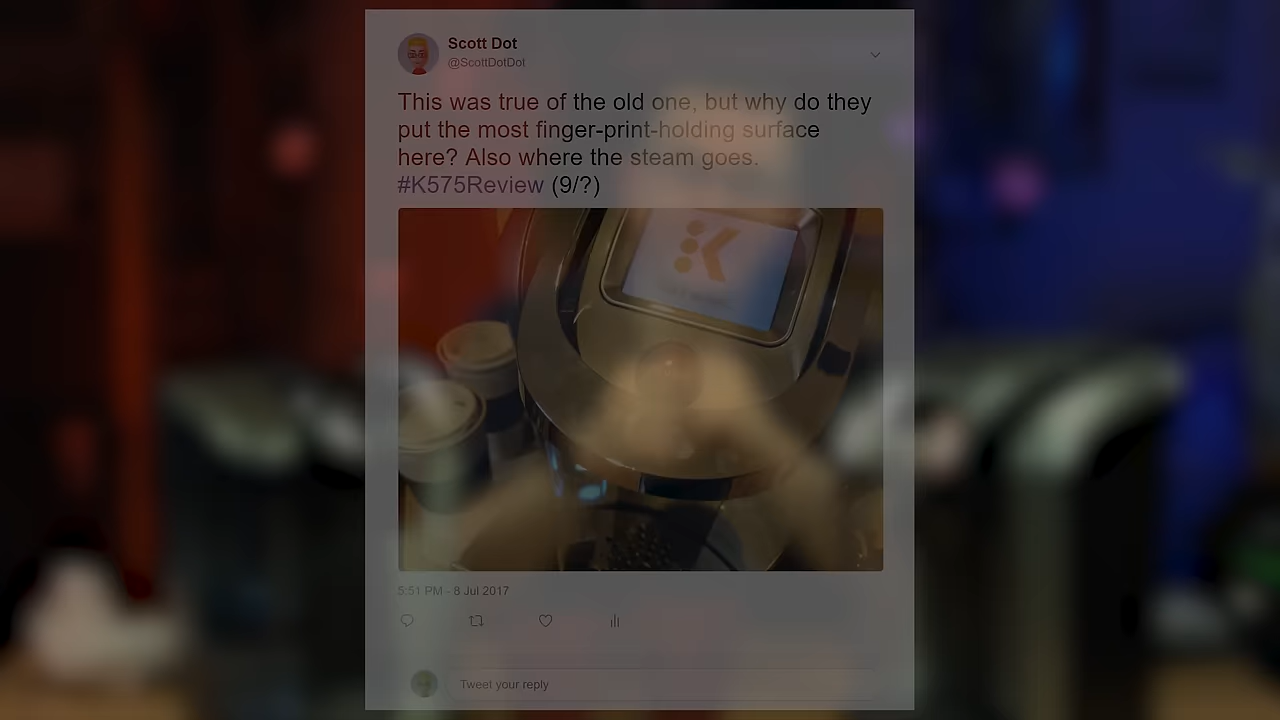 Scott Dot
@ScottDotDot
This was true of the old one, but why do they
put the most finger-print-holding surface
here? Also where the steam goes.
#K575Review (9/?)
K
5:51 PM - 8 Jul 2017
Tweet your reply